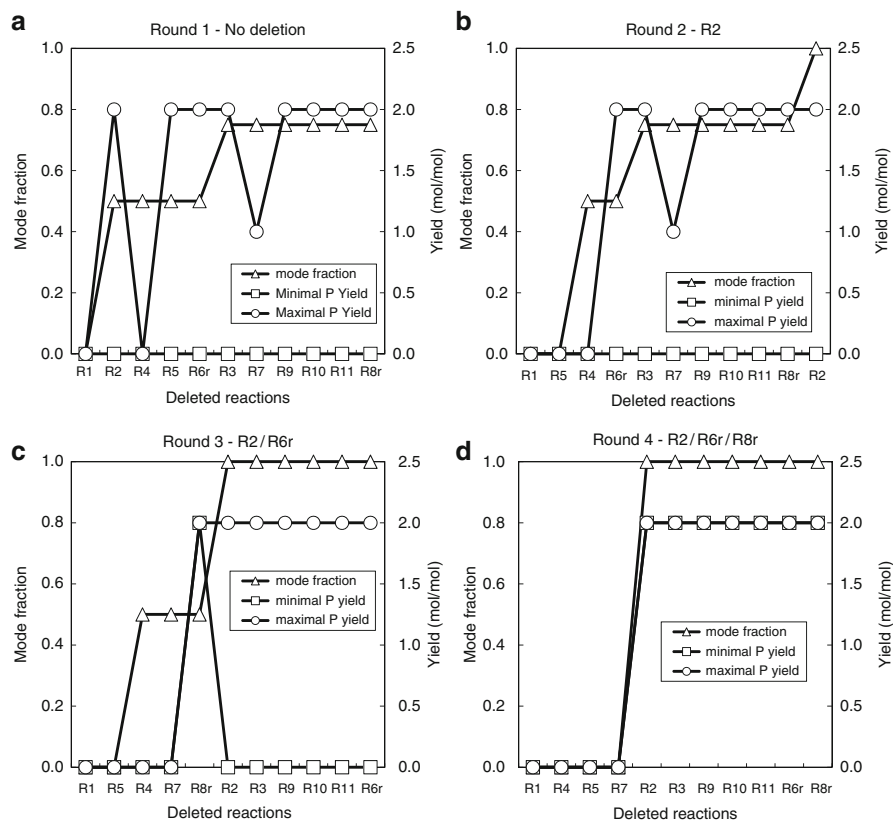 a
Round 1 - No deletion
Mode fraction
1.0
0.8
0.6
0.4
0.2
0.0
2.5
2.0
1.5
1.0
0.5
0.0
Yield (mol/mol)
mode fraction
Minimal P Yield
Maximal P Yield
R1 R2 R4 R5 R6r R3 R7 R9 R10 R11 R8r
Deleted reactions
b
Round 2 - R2
Mode fraction
1.0
0.8
0.6
0.4
0.2
0.0
2.5
2.0
1.5
1.0
0.5
0.0
Yield (mol/mol)
mode fraction
minimal P yield
maximal P yield
R1 R5 R4 R6r R3 R7 R9 R10 R11 R8r R2
Deleted reactions
c
Round 3 - R2/R6r
Mode fraction
1.0
0.8
0.6
0.4
0.2
0.0
2.5
2.0
1.5
1.0
0.5
0.0
Yield (mol/mol)
mode fraction
minimal P yield
maximal P yield
R1 R5 R4 R7 R8r R2 R3 R9 R10 R11 R6r
Deleted reactions
d
Round 4 - R2/R6r/R8r
Mode fraction
1.0
0.8
0.6
0.4
0.2
0.0
2.5
2.0
1.5
1.0
0.5
0.0
Yield (mol/mol)
mode fraction
minimal P yield
maximal P yield
R1 R4 R5 R7 R2 R3 R9 R10 R11 R6r R8r
Deleted reactions